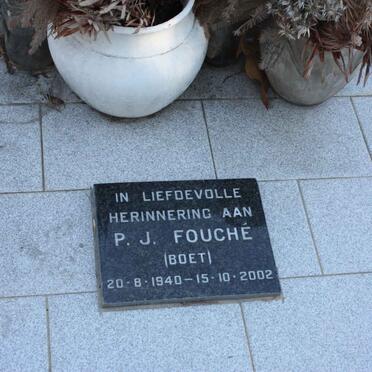 IN LIEFDEVOLLE
HERINNERING AAN
P. J. FOUCHÉ
(BOET)
20·8·1940 – 15·10·2002